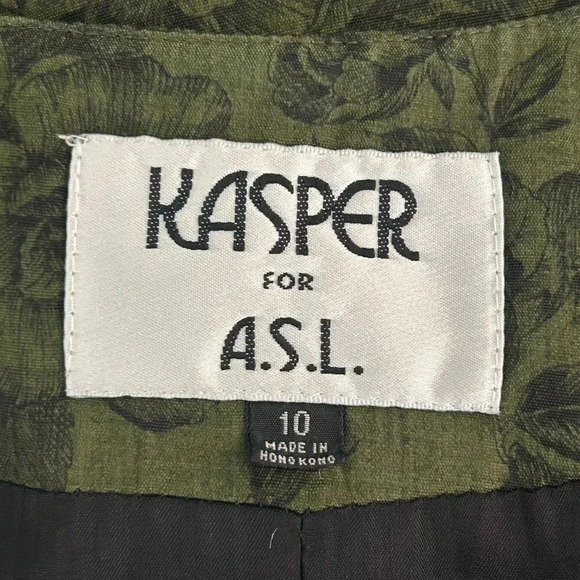 KASPER
FOR
A.S.L.
10
MADE IN
HONG KONG